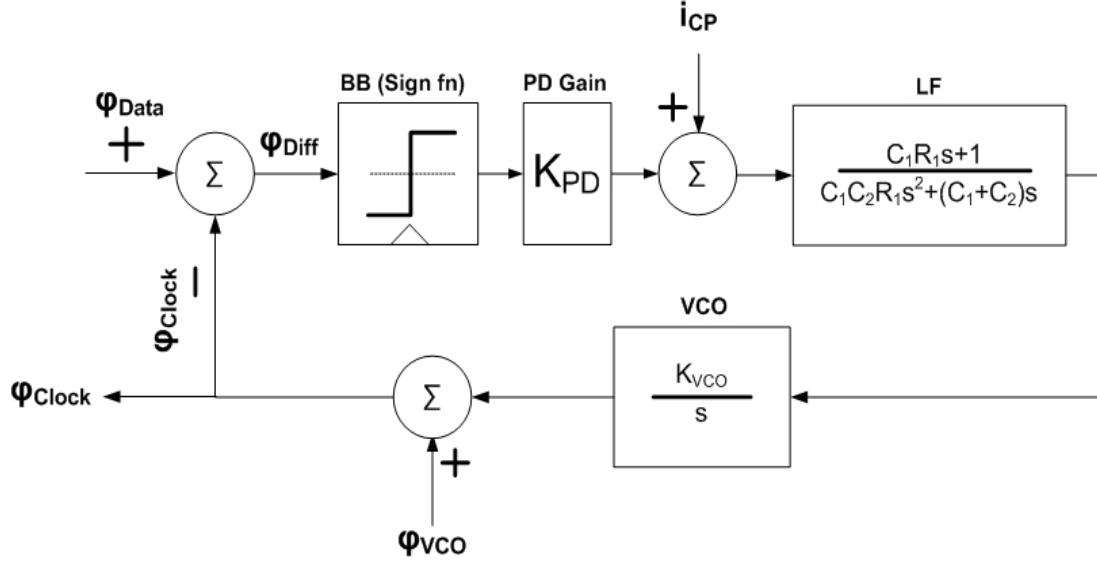 i_CP
BB (Sign fn)
PD Gain
LF
φ_Data
+
Σ
φ_Diff
K_PD
+
Σ
C₁R₁s+1
C₁C₂R₁s²+(C₁+C₂)s
φ_Clock
−
VCO
K_VCO
s
φ_Clock
Σ
+
φ_VCO